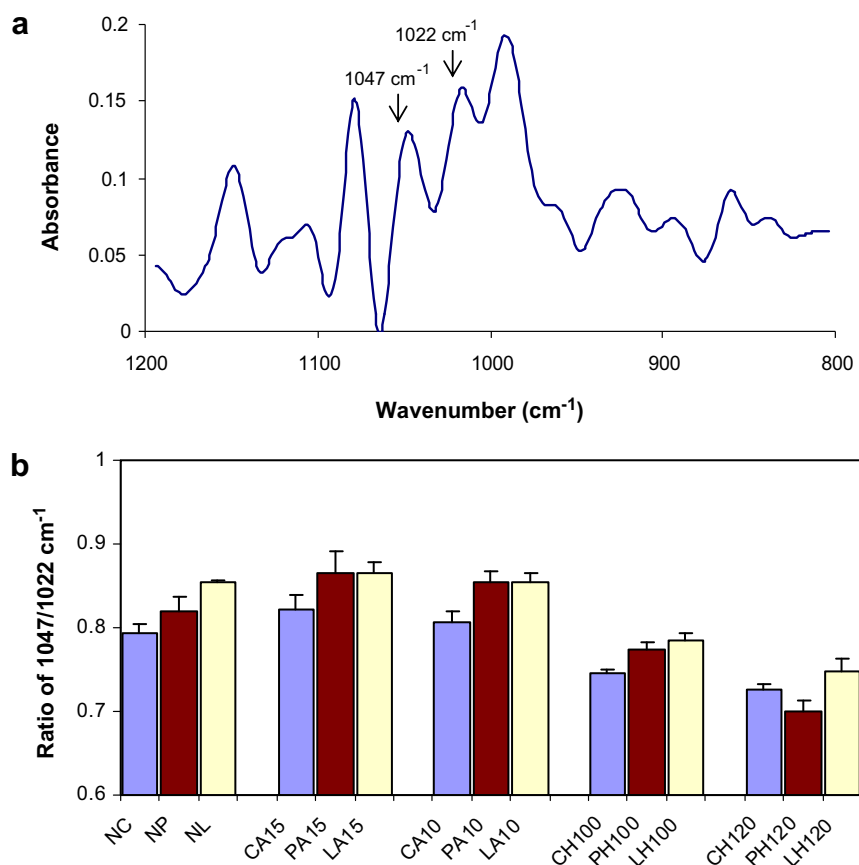 a
0.2
0.15
0.1
0.05
0
Absorbance
1022 cm⁻¹
1047 cm⁻¹
1200 1100 1000 900 800
Wavenumber (cm⁻¹)
b
1
0.9
0.8
0.7
0.6
Ratio of 1047/1022 cm⁻¹
NC NP NL CA15 PA15 LA15 CA10 PA10 LA10 CH100 PH100 LH100 CH120 PH120 LH120